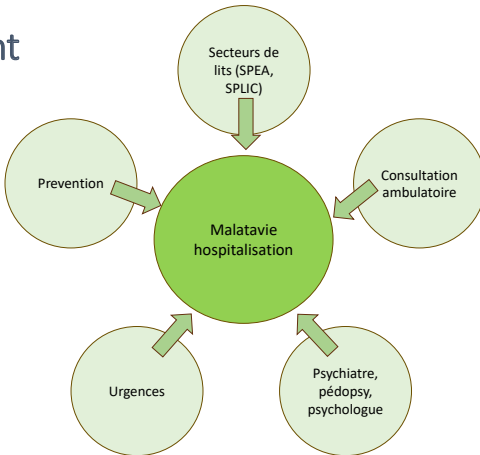 nt
Secteurs de
lits (SPEA,
SPLIC)
Prevention
Consultation
ambulatoire
Malatavie
hospitalisation
Urgences
Psychiatre,
pédopsy,
psychologue